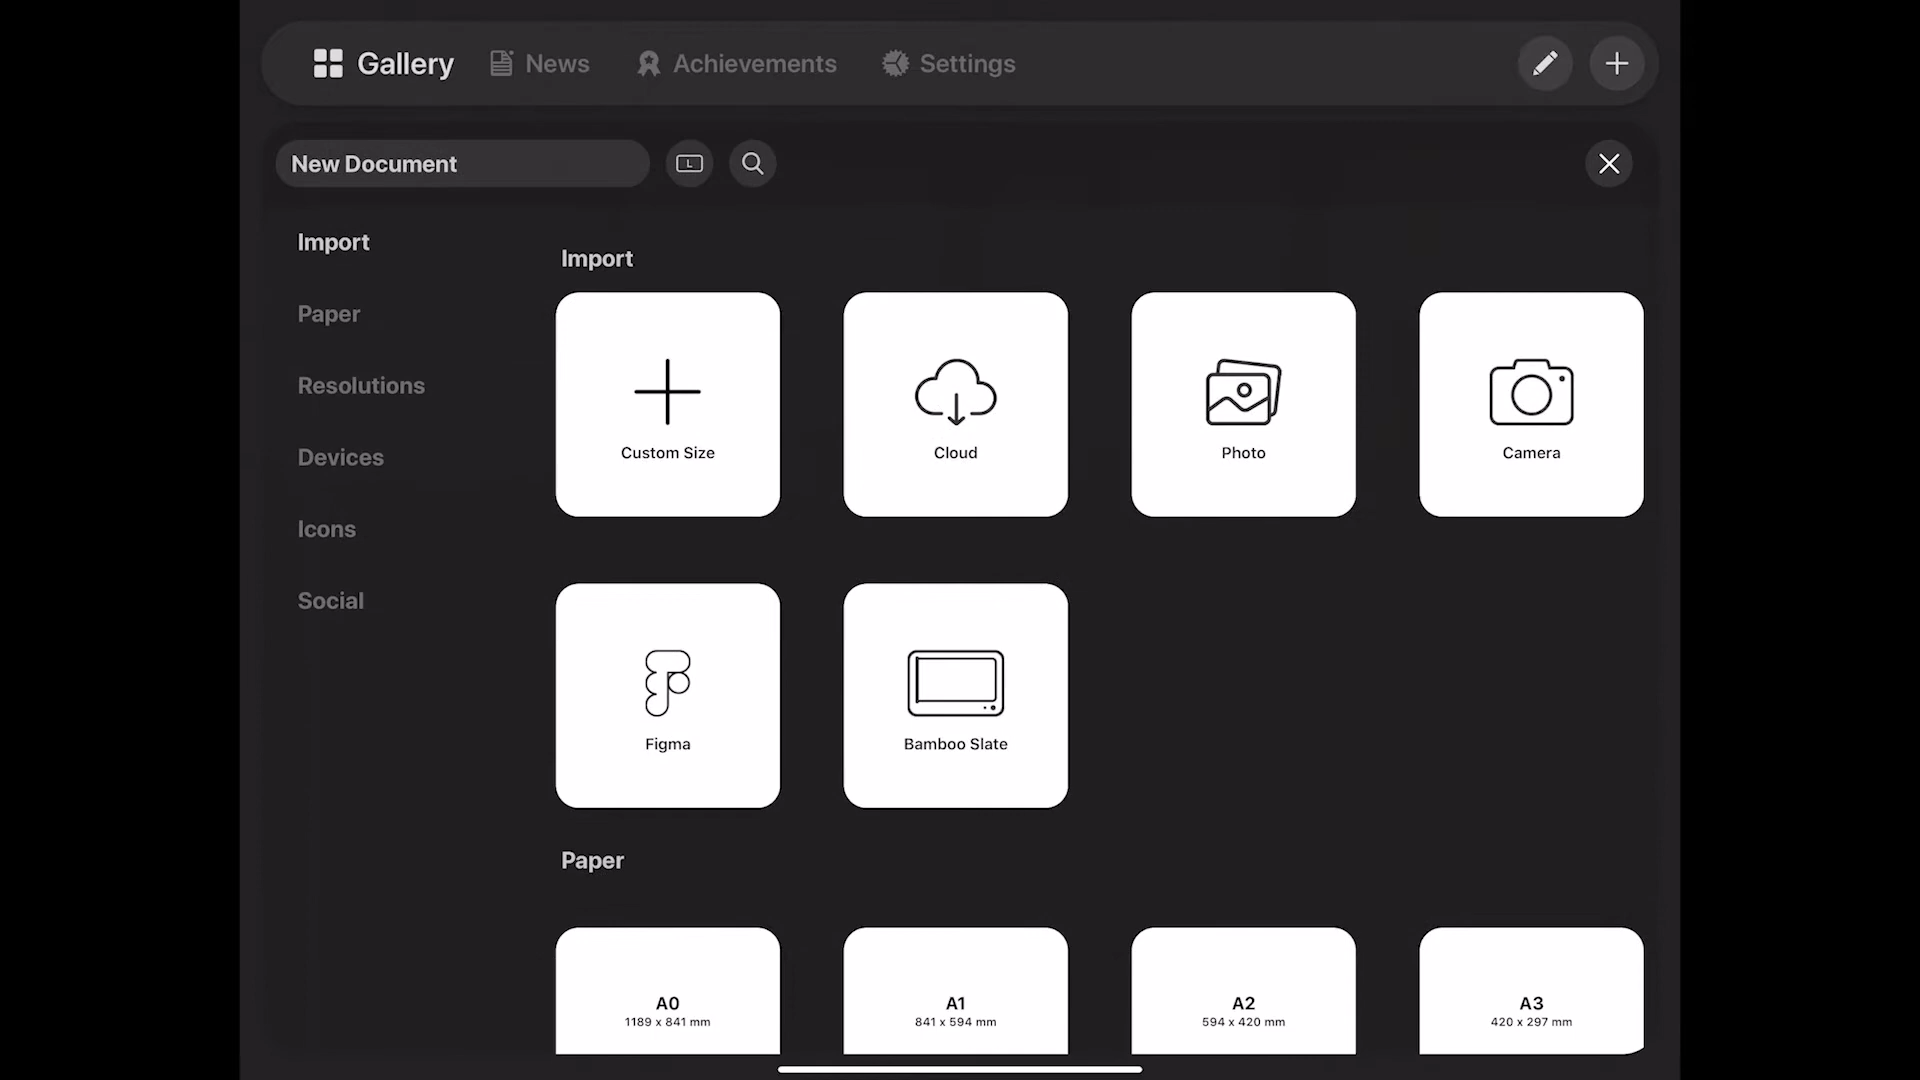 Gallery
News
Achievements
Settings
New Document
L
Import
Paper
Resolutions
Devices
Icons
Social
Import
Custom Size
Cloud
Photo
Camera
Figma
Bamboo Slate
Paper
A0
1189 x 841 mm
A1
841 x 594 mm
A2
594 x 420 mm
A3
420 x 297 mm